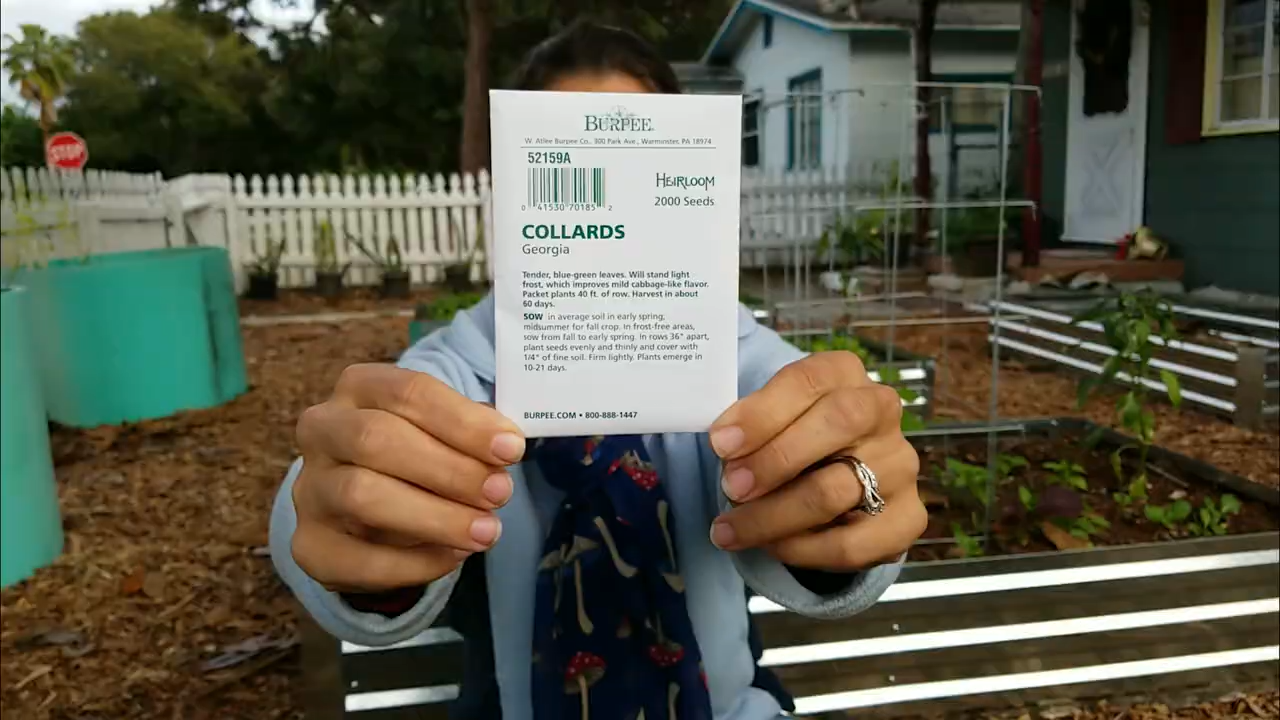 STOP
BURPEE
W. Atlee Burpee Co., 300 Park Ave., Warminster, PA 18974
52159A
0 41530 70185 2
HEIRLOOM
2000 Seeds
COLLARDS
Georgia
Tender, blue-green leaves. Will stand light
frost, which improves mild cabbage-like flavor.
Packet plants 40 ft. of row. Harvest in about
60 days.
SOW in average soil in early spring,
midsummer for fall crop. In frost-free areas,
sow from fall to early spring. In rows 36" apart,
plant seeds evenly and thinly and cover with
1/4" of fine soil. Firm lightly. Plants emerge in
10-21 days.
BURPEE.COM • 800-888-1447